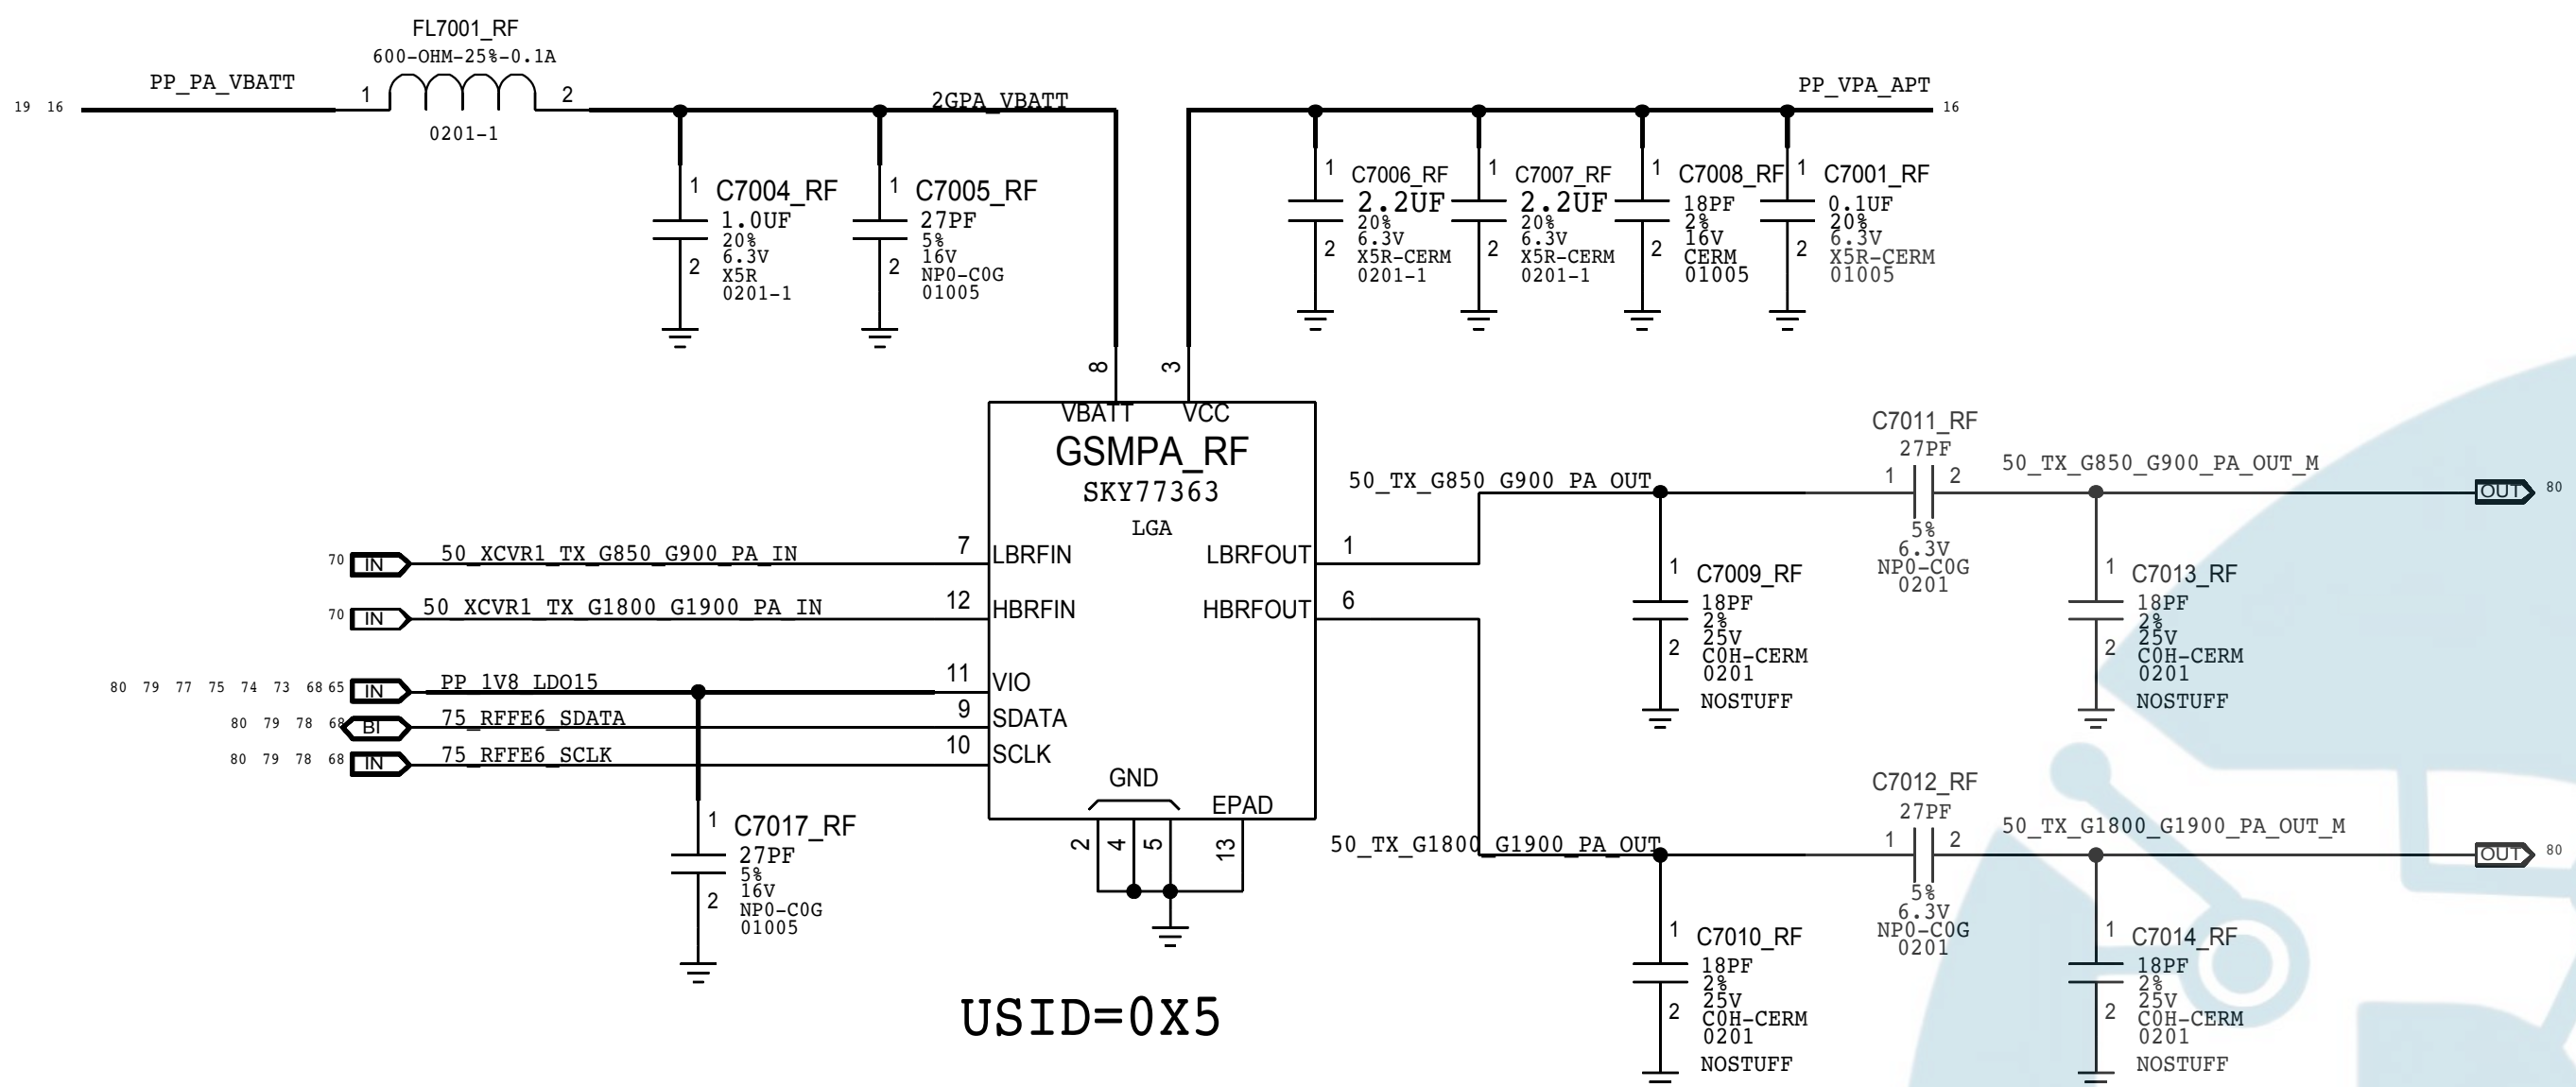 FL7001_RF
600-OHM-25%-0.1A
PP_PA_VBATT
1
2
19 16
0201-1
2GPA_VBATT
PP_VPA_APT
16
1
C7004_RF
1.0UF
20%
6.3V
2
X5R
0201-1
1
C7005_RF
27PF
5%
16V
2
NP0-C0G
01005
1
C7006_RF
2.2UF
20%
6.3V
2
X5R-CERM
0201-1
1
C7007_RF
2.2UF
20%
6.3V
2
X5R-CERM
0201-1
1
C7008_RF
18PF
2%
16V
2
CERM
01005
1
C7001_RF
0.1UF
20%
6.3V
2
X5R-CERM
01005
8
3
VBATT
VCC
GSMPA_RF
SKY77363
LGA
70 IN 50_XCVR1_TX_G850_G900_PA_IN 7 LBRFIN
70 IN 50_XCVR1_TX_G1800_G1900_PA_IN 12 HBRFIN
80 79 77 75 74 73 68 65 IN PP_1V8_LDO15 11 VIO
80 79 78 68 BI 75_RFFE6_SDATA 9 SDATA
80 79 78 68 IN 75_RFFE6_SCLK 10 SCLK
LBRFOUT 1
HBRFOUT 6
GND
EPAD
2
4
5
13
1
C7017_RF
27PF
5%
16V
2
NP0-C0G
01005
USID=0X5
50_TX_G850_G900_PA_OUT
C7011_RF
27PF
1
2
5%
6.3V
NP0-C0G
0201
50_TX_G850_G900_PA_OUT_M
OUT 80
1
C7009_RF
18PF
2%
25V
2
C0H-CERM
0201
NOSTUFF
1
C7013_RF
18PF
2%
25V
2
C0H-CERM
0201
NOSTUFF
50_TX_G1800_G1900_PA_OUT
C7012_RF
27PF
1
2
5%
6.3V
NP0-C0G
0201
50_TX_G1800_G1900_PA_OUT_M
OUT 80
1
C7010_RF
18PF
2%
25V
2
C0H-CERM
0201
NOSTUFF
1
C7014_RF
18PF
2%
25V
2
C0H-CERM
0201
NOSTUFF